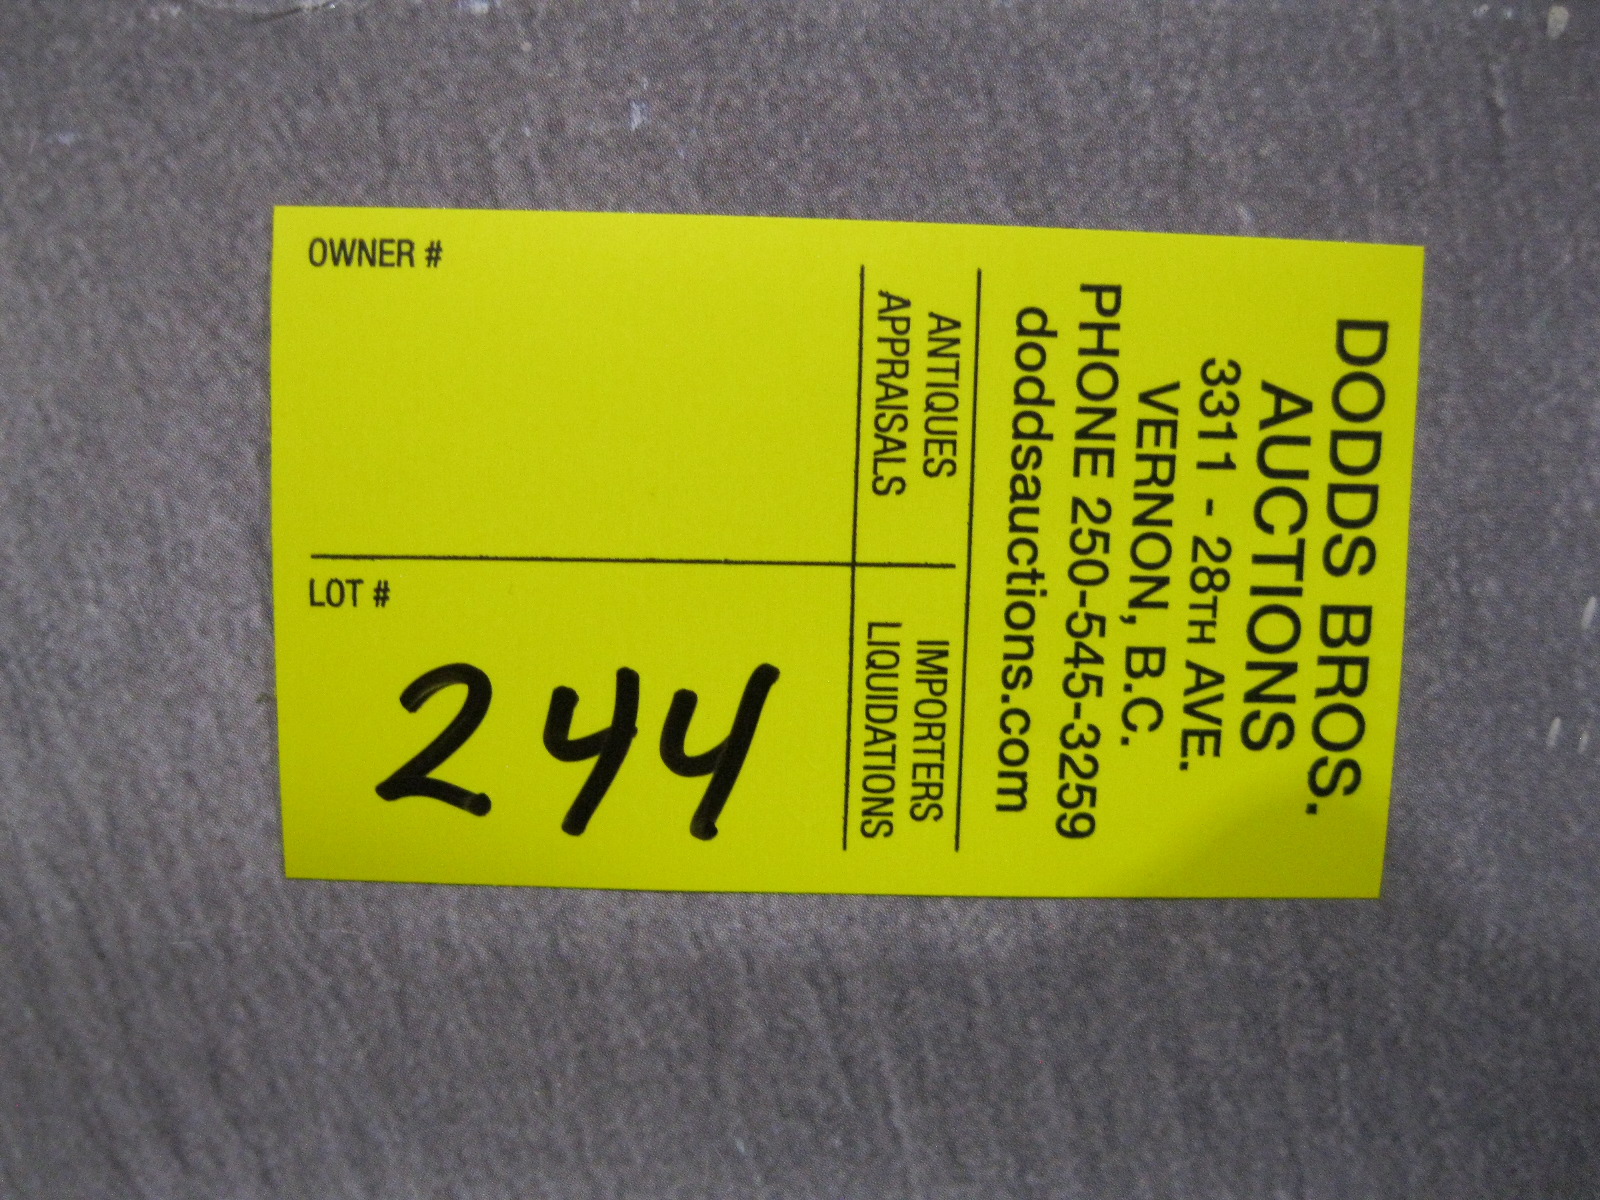 DODDS BROS.
AUCTIONS
3311 - 28TH AVE.
VERNON, B.C.
PHONE 250-545-3259
doddsauctions.com
ANTIQUES
APPRAISALS
IMPORTERS
LIQUIDATIONS
OWNER #
LOT #
244